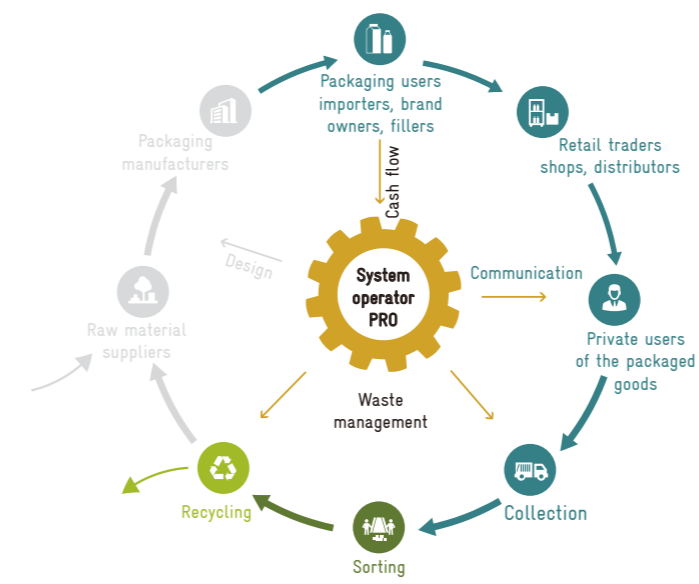 Packaging users
importers, brand
owners, fillers
Retail traders
shops, distributors
Packaging
manufacturers
Cash flow
Design
System
operator
PRO
Communication
Raw material
suppliers
Private users
of the packaged
goods
Waste
management
Recycling
Collection
Sorting